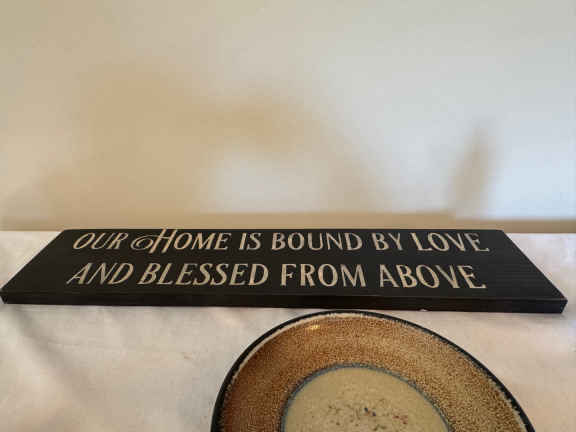 OUR HOME IS BOUND BY LOVE
AND BLESSED FROM ABOVE